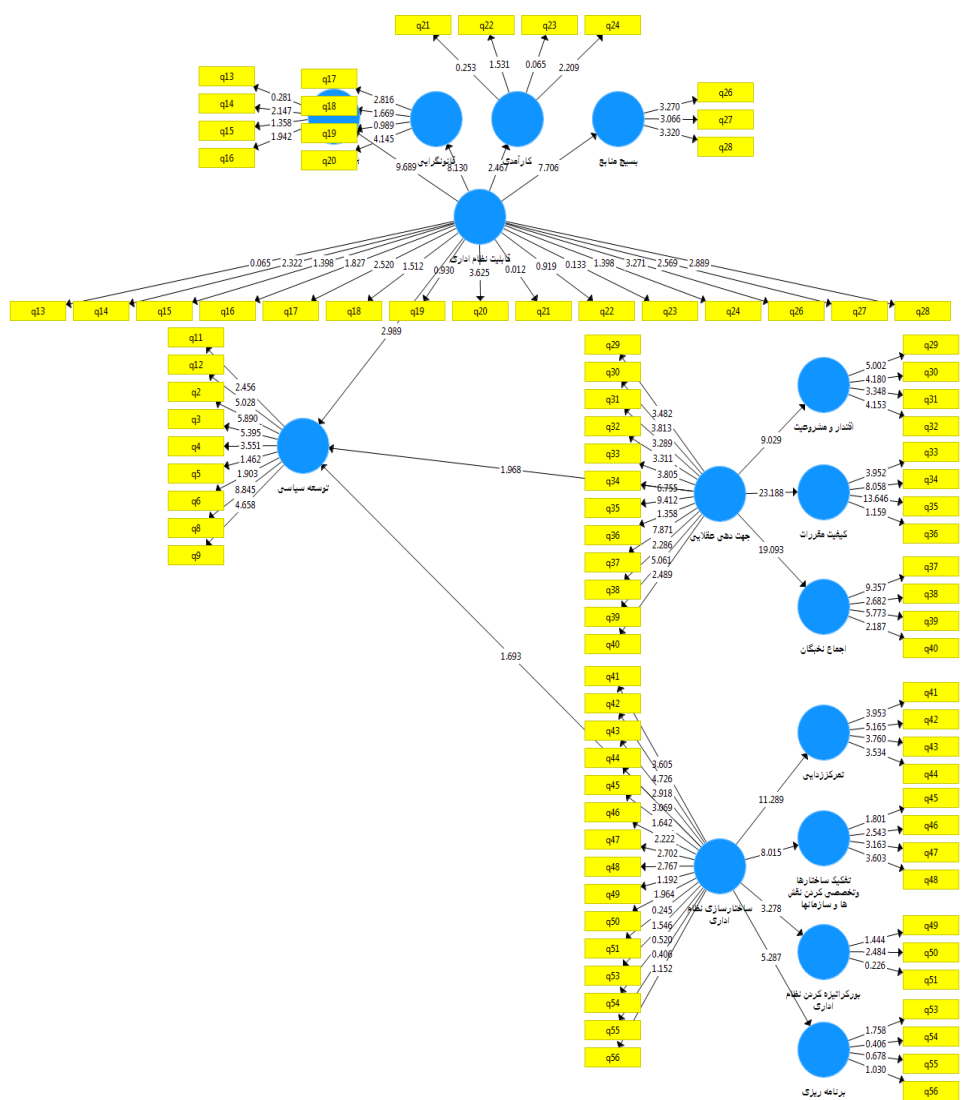 q21
q22
q23
q24
0.253
1.531
0.065
2.209
q13
q14
q15
q16
0.281
2.147
1.358
1.942
q17
q18
q19
q20
2.816
1.669
0.989
4.145
قانونگرایی
کارآمدی
بسیج منابع
3.270
3.066
3.320
q26
q27
q28
9.689
8.130
2.467
7.706
قابلیت نظام اداری
0.065
2.322
1.398
1.827
2.520
1.512
0.930
3.625
0.012
0.919
0.133
1.398
3.271
2.569
2.889
q13
q14
q15
q16
q17
q18
q19
q20
q21
q22
q23
q24
q26
q27
q28
2.989
q11
q12
q2
q3
q4
q5
q6
q8
q9
2.456
5.028
5.890
5.395
3.551
1.462
1.903
8.845
4.658
توسعه سیاسی
1.968
1.693
q29
q30
q31
q32
q33
q34
q35
q36
q37
q38
q39
q40
3.482
3.813
3.289
3.311
3.805
6.755
9.412
1.358
7.871
2.286
5.061
2.489
جهت دهی عقلایی
9.029
23.188
19.093
اقتدار و مشروعیت
5.002
4.180
3.348
4.153
q29
q30
q31
q32
کیفیت مقررات
3.952
8.058
13.646
1.159
q33
q34
q35
q36
اجماع نخبگان
9.357
2.682
5.773
2.187
q37
q38
q39
q40
q41
q42
q43
q44
q45
q46
q47
q48
q49
q50
q51
q53
q54
q55
q56
3.605
4.726
2.918
3.069
1.642
2.222
2.702
2.767
1.192
1.964
0.245
1.546
0.520
0.406
1.152
ساختارسازی نظام
اداری
11.289
8.015
3.278
5.287
تمرکززدایی
3.953
5.165
3.760
3.534
q41
q42
q43
q44
تفکیک ساختارها
وتخصصی کردن نقش
ها و سازمانها
1.801
2.543
3.163
3.603
q45
q46
q47
q48
بورکراتیزه کردن نظام
اداری
1.444
2.484
0.226
q49
q50
q51
برنامه ریزی
1.758
0.406
0.678
1.030
q53
q54
q55
q56